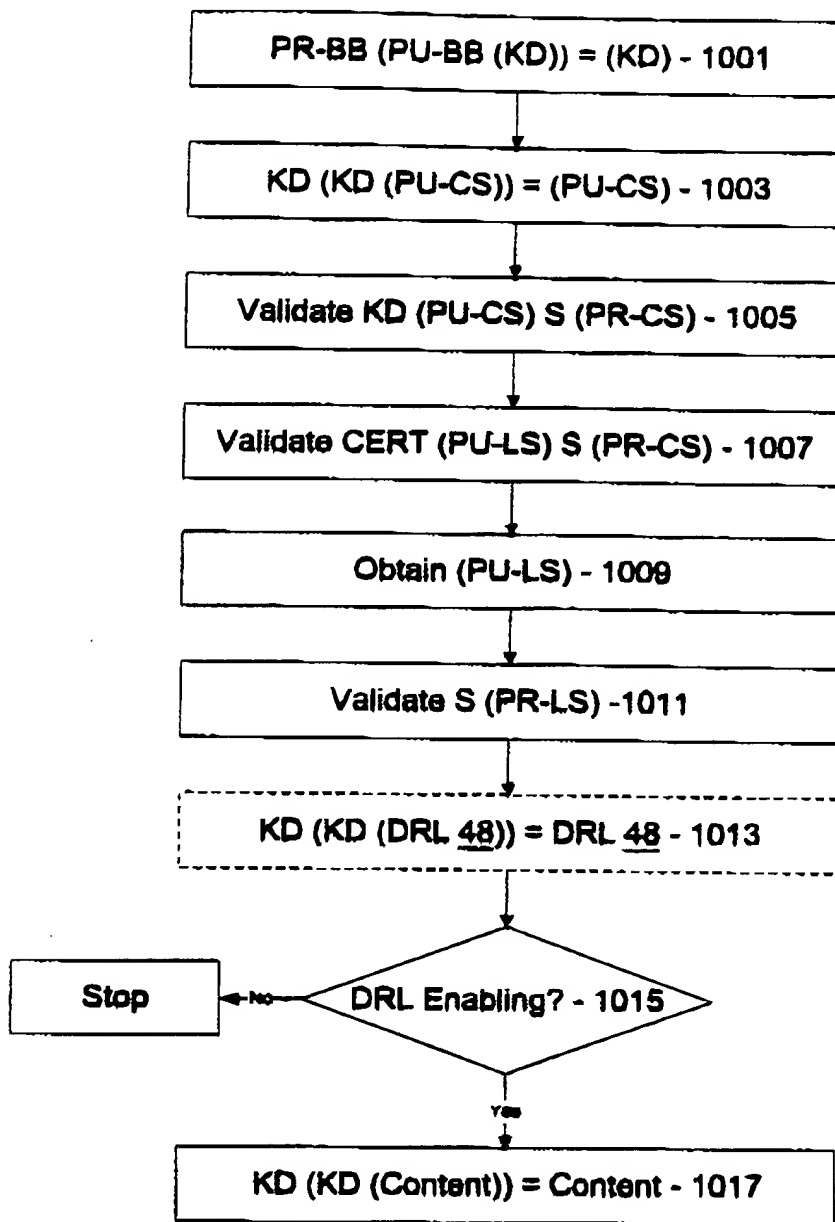 PR-BB (PU-BB (KD)) = (KD) - 1001
KD (KD (PU-CS)) = (PU-CS) - 1003
Validate KD (PU-CS) S (PR-CS) - 1005
Validate CERT (PU-LS) S (PR-CS) - 1007
Obtain (PU-LS) - 1009
Validate S (PR-LS) -1011
KD (KD (DRL 48)) = DRL 48 - 1013
DRL Enabling? - 1015
No
Stop
Yes
KD (KD (Content)) = Content - 1017